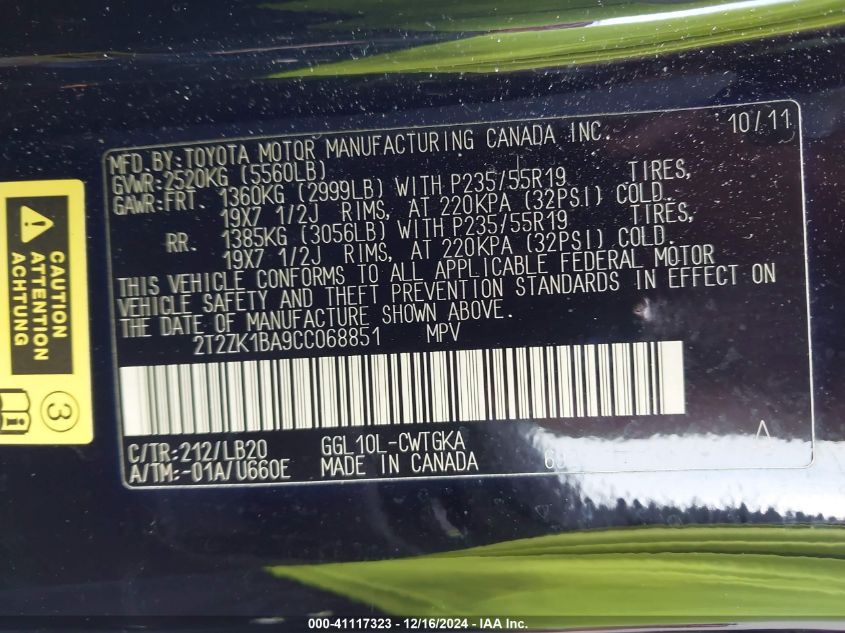 MFD. BY: TOYOTA MOTOR MANUFACTURING CANADA INC. 10/11
GVWR: 2520KG (5560LB)
GAWR: FRT. 1360KG (2999LB) WITH P235/55R19 TIRES,
19X7 1/2J RIMS, AT 220KPA (32PSI) COLD.
RR. 1385KG (3056LB) WITH P235/55R19 TIRES,
19X7 1/2J RIMS, AT 220KPA (32PSI) COLD.
THIS VEHICLE CONFORMS TO ALL APPLICABLE FEDERAL MOTOR
VEHICLE SAFETY AND THEFT PREVENTION STANDARDS IN EFFECT ON
THE DATE OF MANUFACTURE SHOWN ABOVE.
2T2ZK1BA9CC068851 MPV
C/TR: 212/LB20 GGL10L-CWTGKA
A/TM: -01A/U660E MADE IN CANADA
CAUTION
ATTENTION
ACHTUNG
3
000-41117323 - 12/16/2024 - IAA Inc.